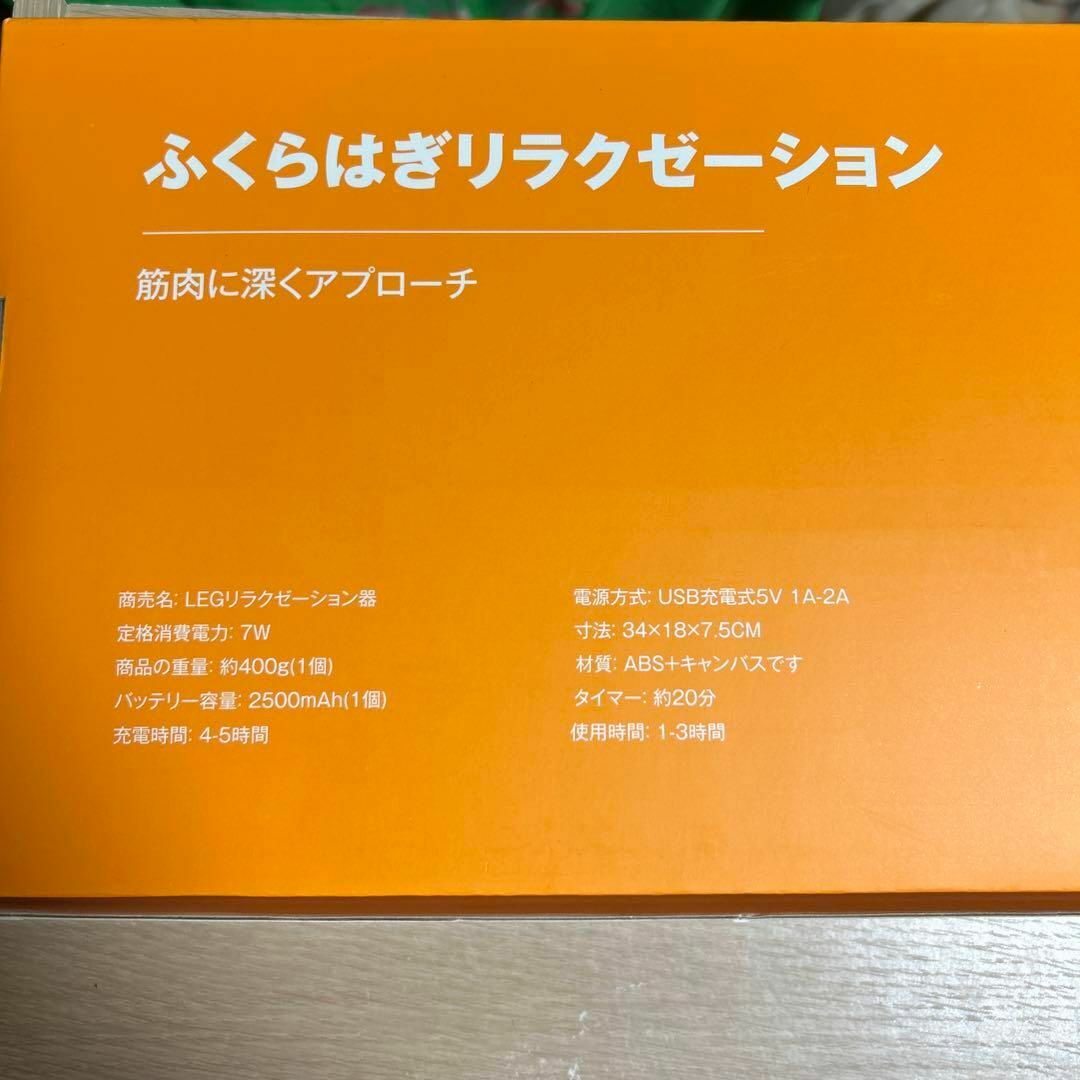 ふくらはぎリラクゼーション
筋肉に深くアプローチ
商売名: LEGリラクゼーション器
定格消費電力: 7W
商品の重量: 約400g(1個)
バッテリー容量: 2500mAh(1個)
充電時間: 4-5時間
電源方式: USB充電式5V 1A-2A
寸法: 34×18×7.5CM
材質: ABS+キャンバスです
タイマー: 約20分
使用時間: 1-3時間